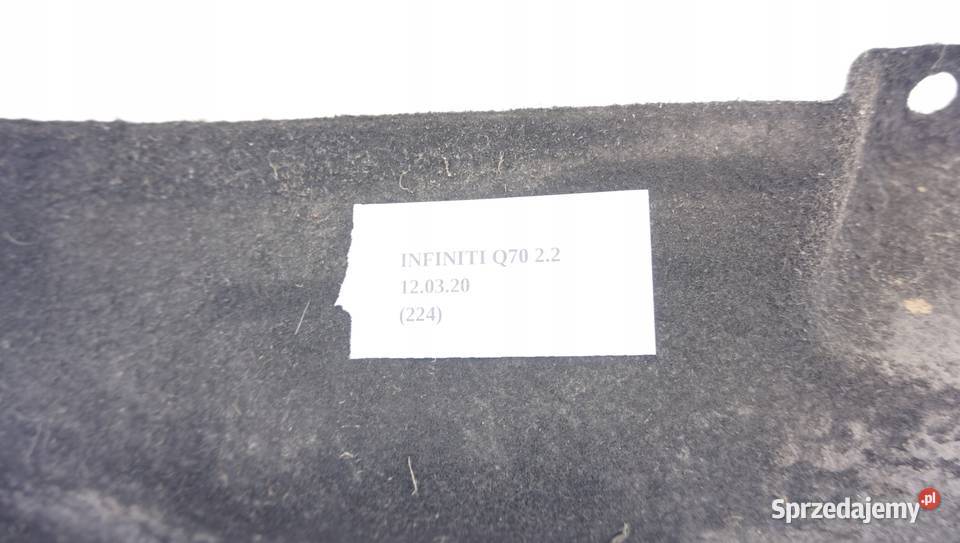 INFINITI Q70 2.2
12.03.20
(224)
Sprzedajemy.pl